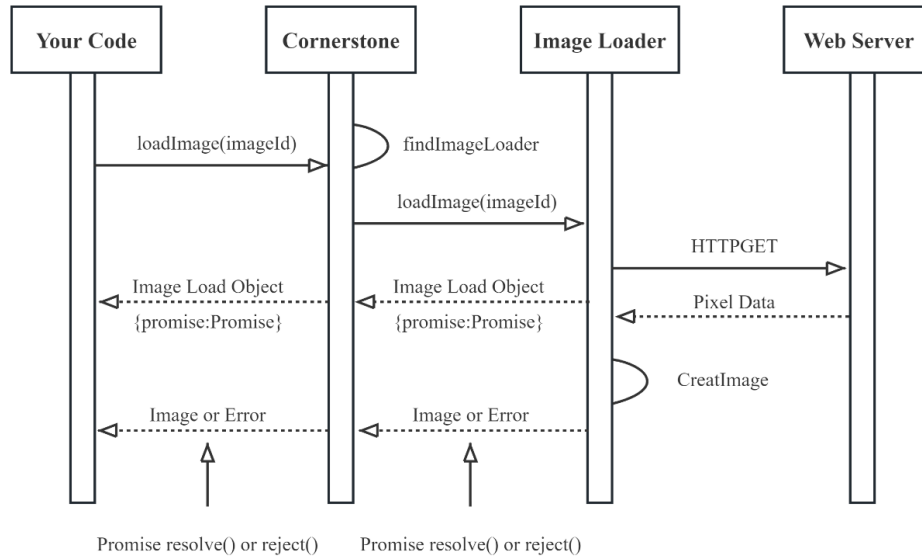 Your Code
Cornerstone
Image Loader
Web Server
loadImage(imageId)
findImageLoader
loadImage(imageId)
HTTPGET
Image Load Object
{promise:Promise}
Image Load Object
{promise:Promise}
Pixel Data
CreatImage
Image or Error
Image or Error
Promise resolve() or reject()
Promise resolve() or reject()